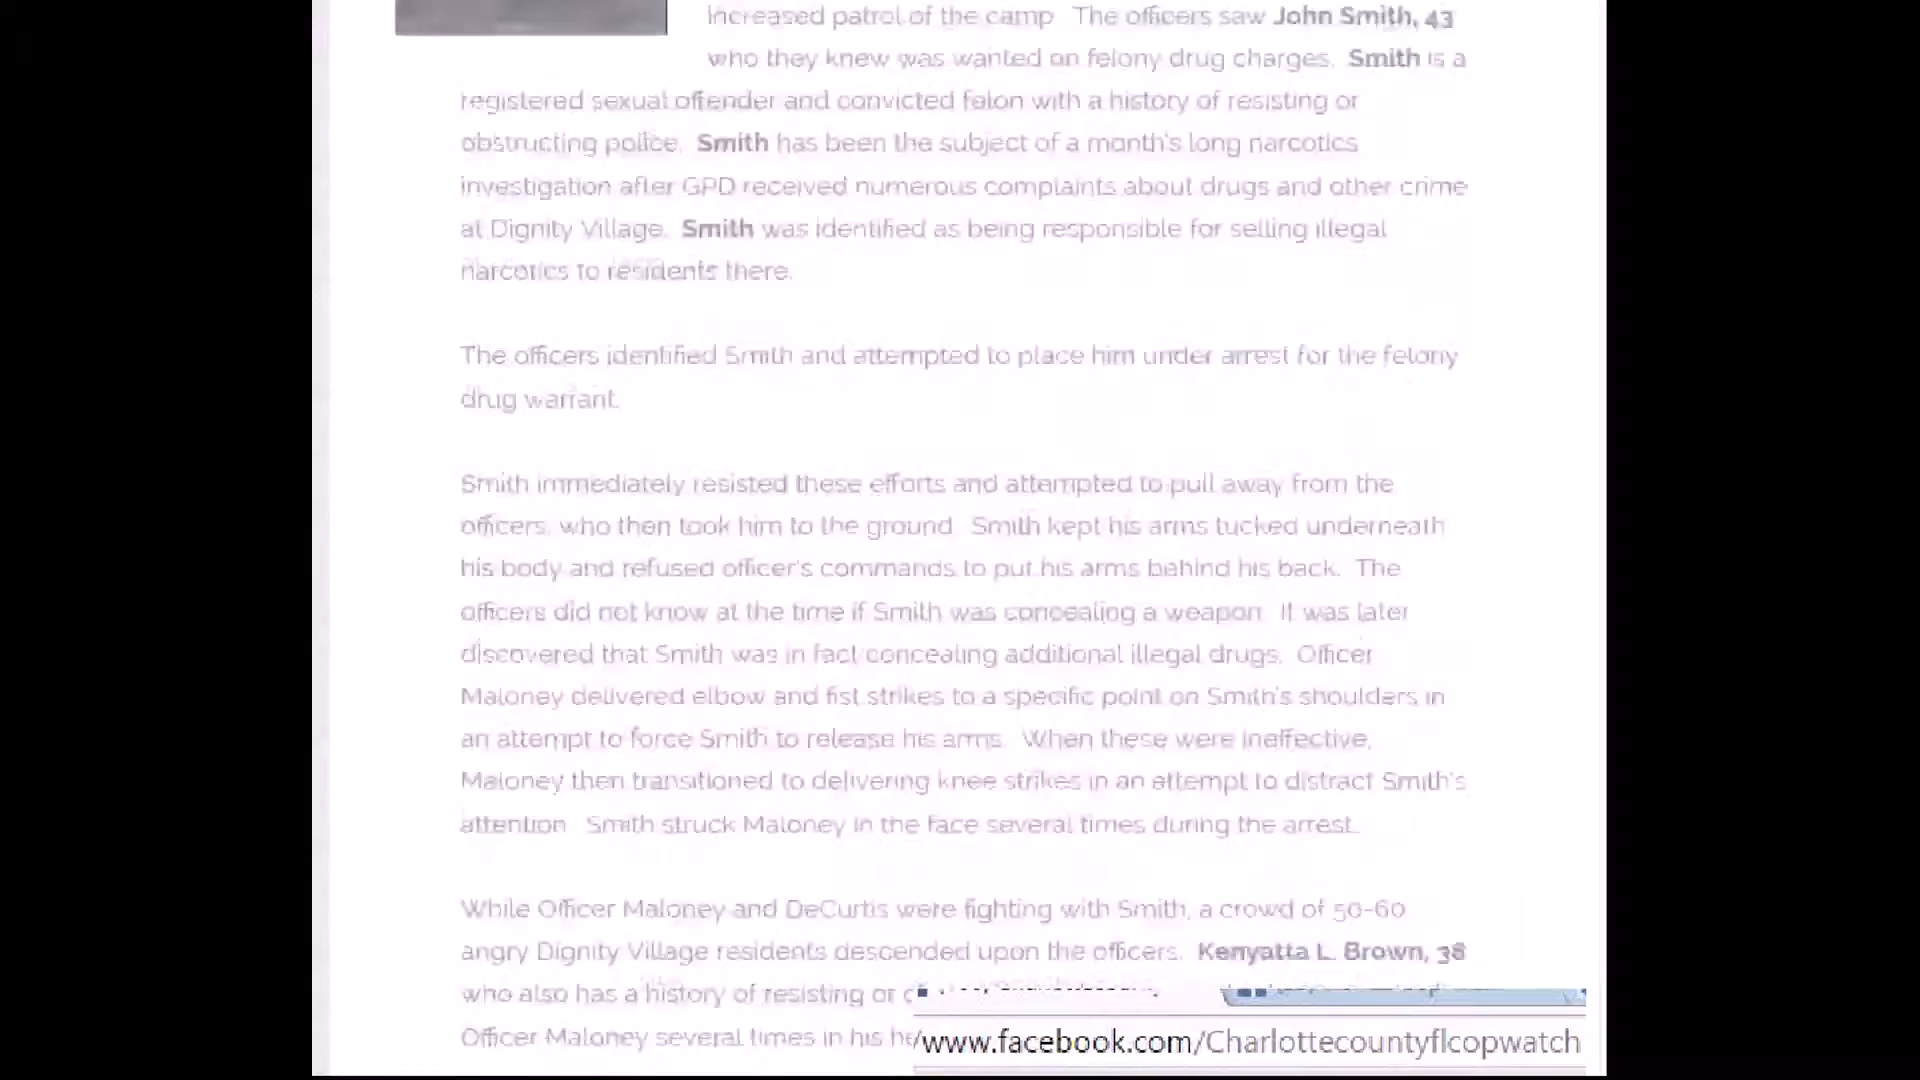 increased patrol of the camp. The officers saw John Smith, 43
who they knew was wanted on felony drug charges. Smith is a
registered sexual offender and convicted felon with a history of resisting or
obstructing police. Smith has been the subject of a month's long narcotics
investigation after GPD received numerous complaints about drugs and other crime
at Dignity Village. Smith was identified as being responsible for selling illegal
narcotics to residents there.
The officers identified Smith and attempted to place him under arrest for the felony
drug warrant.
Smith immediately resisted these efforts and attempted to pull away from the
officers, who then took him to the ground. Smith kept his arms tucked underneath
his body and refused officer's commands to put his arms behind his back. The
officers did not know at the time if Smith was concealing a weapon. It was later
discovered that Smith was in fact concealing additional illegal drugs. Officer
Maloney delivered elbow and fist strikes to a specific point on Smith's shoulders in
an attempt to force Smith to release his arms. When these were ineffective,
Maloney then transitioned to delivering knee strikes in an attempt to distract Smith's
attention. Smith struck Maloney in the face several times during the arrest.
While Officer Maloney and DeCurtis were fighting with Smith, a crowd of 50-60
angry Dignity Village residents descended upon the officers. Kenyatta L. Brown, 38
who also has a history of resisting or
Officer Maloney several times in his
/www.facebook.com/Charlottecountyflcopwatch